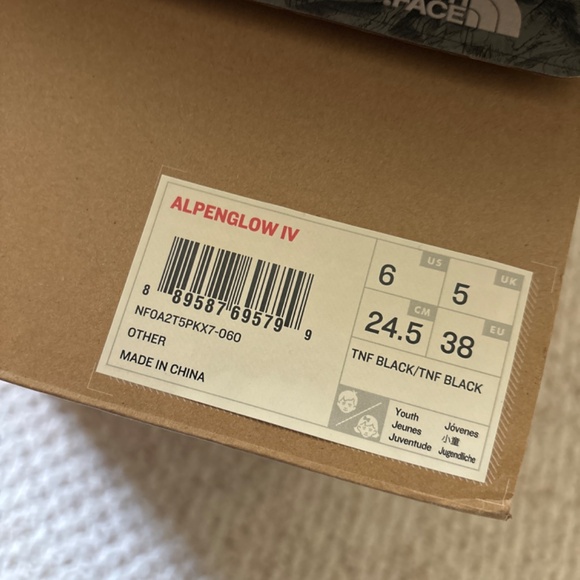 FACE
ALPENGLOW IV
8 89587 69579 9
NF0A2T5PKX7-060
OTHER
MADE IN CHINA
6 US 5 UK
24.5 CM 38 EU
TNF BLACK/TNF BLACK
Youth Jóvenes
Jeunes 小童
Juventude Jugendliche